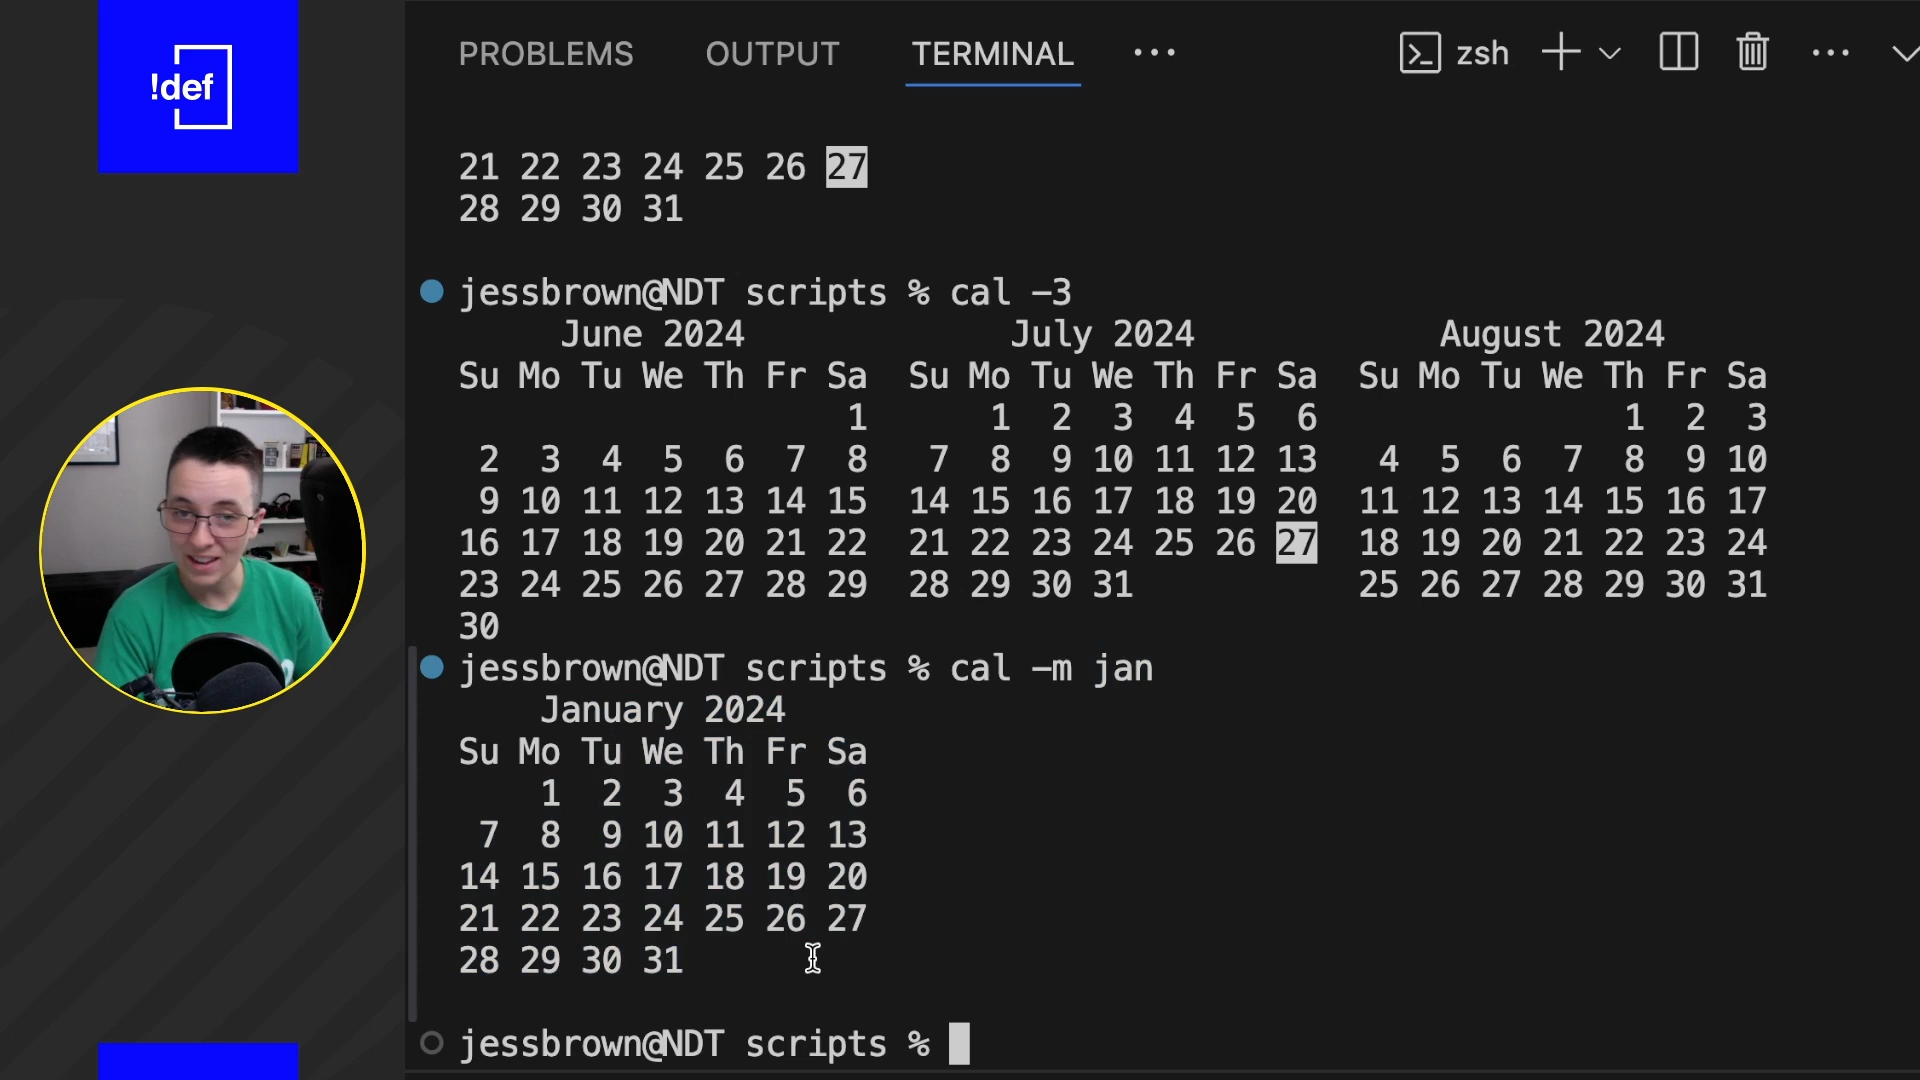 !def
PROBLEMS OUTPUT TERMINAL ... zsh
21 22 23 24 25 26 27
28 29 30 31
jessbrown@NDT scripts % cal -3
June 2024 July 2024 August 2024
Su Mo Tu We Th Fr Sa Su Mo Tu We Th Fr Sa Su Mo Tu We Th Fr Sa
1 1 2 3 4 5 6 1 2 3
2 3 4 5 6 7 8 7 8 9 10 11 12 13 4 5 6 7 8 9 10
9 10 11 12 13 14 15 14 15 16 17 18 19 20 11 12 13 14 15 16 17
16 17 18 19 20 21 22 21 22 23 24 25 26 27 18 19 20 21 22 23 24
23 24 25 26 27 28 29 28 29 30 31 25 26 27 28 29 30 31
30
jessbrown@NDT scripts % cal -m jan
January 2024
Su Mo Tu We Th Fr Sa
1 2 3 4 5 6
7 8 9 10 11 12 13
14 15 16 17 18 19 20
21 22 23 24 25 26 27
28 29 30 31
jessbrown@NDT scripts %